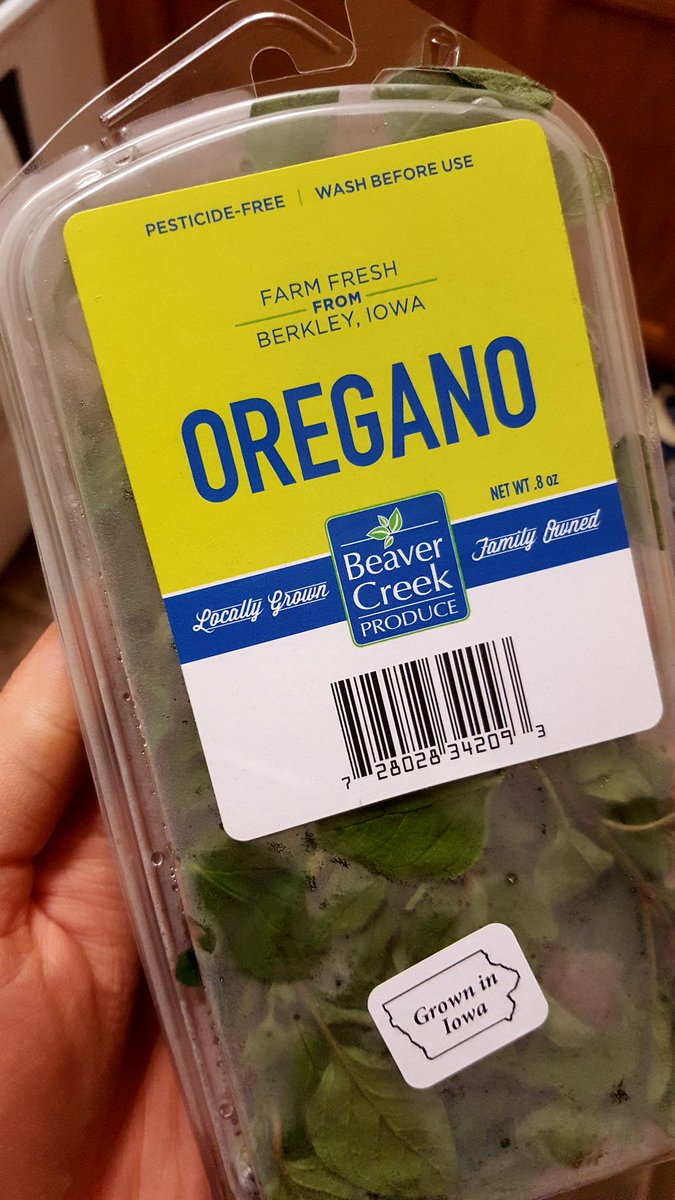 PESTICIDE-FREE | WASH BEFORE USE
FARM FRESH
FROM
BERKLEY, IOWA
OREGANO
NET WT .8 oz
Locally Grown
Beaver
Creek
PRODUCE
Family Owned
7 28028 34209 3
Grown in
Iowa